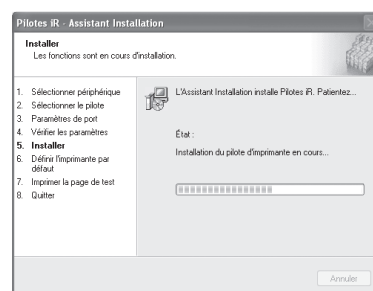 Pilotes iR - Assistant Installation
Installer
Les fonctions sont en cours d'installation.
1. Sélectionner périphérique
2. Sélectionner le pilote
3. Paramètres de port
4. Vérifier les paramètres
5. Installer
6. Définir l'imprimante par
défaut
7. Imprimer la page de test
8. Quitter
L'Assistant Installation installe Pilotes iR. Patientez...
État :
Installation du pilote d'imprimante en cours...
Annuler